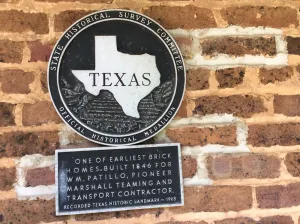 STATE HISTORICAL SURVEY COMMITTEE
TEXAS
OFFICIAL HISTORICAL MEDALLION
ONE OF EARLIEST BRICK
HOMES. BUILT 1846 FOR
WM. PATILLO, PIONEER
MARSHALL TEAMING AND
TRANSPORT CONTRACTOR.
RECORDED TEXAS HISTORIC LANDMARK – 1965